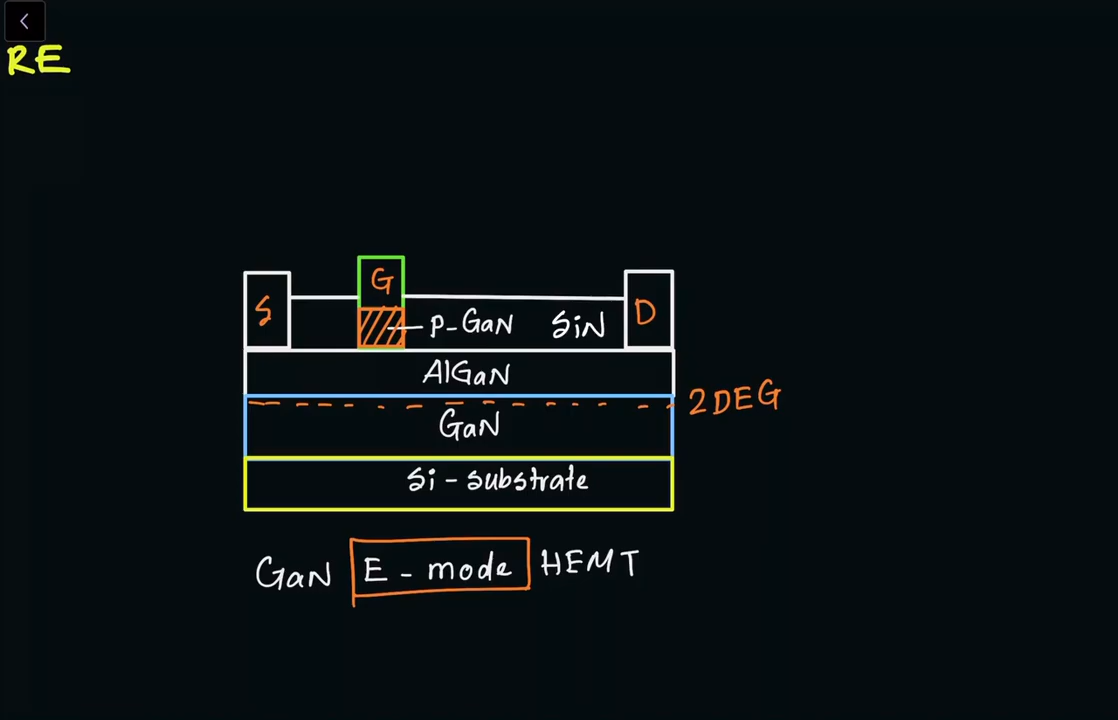 RE
G
S
D
p-GaN SiN
AlGaN
2DEG
GaN
Si - substrate
GaN E - mode HEMT